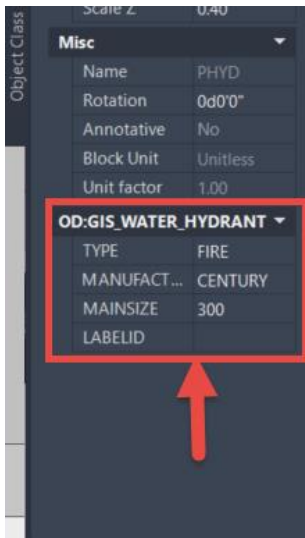 Object Class
Scale Z 0.40
Misc
Name PHYD
Rotation 0d0'0"
Annotative No
Block Unit Unitless
Unit factor 1.00
OD:GIS_WATER_HYDRANT
TYPE FIRE
MANUFACT... CENTURY
MAINSIZE 300
LABELID